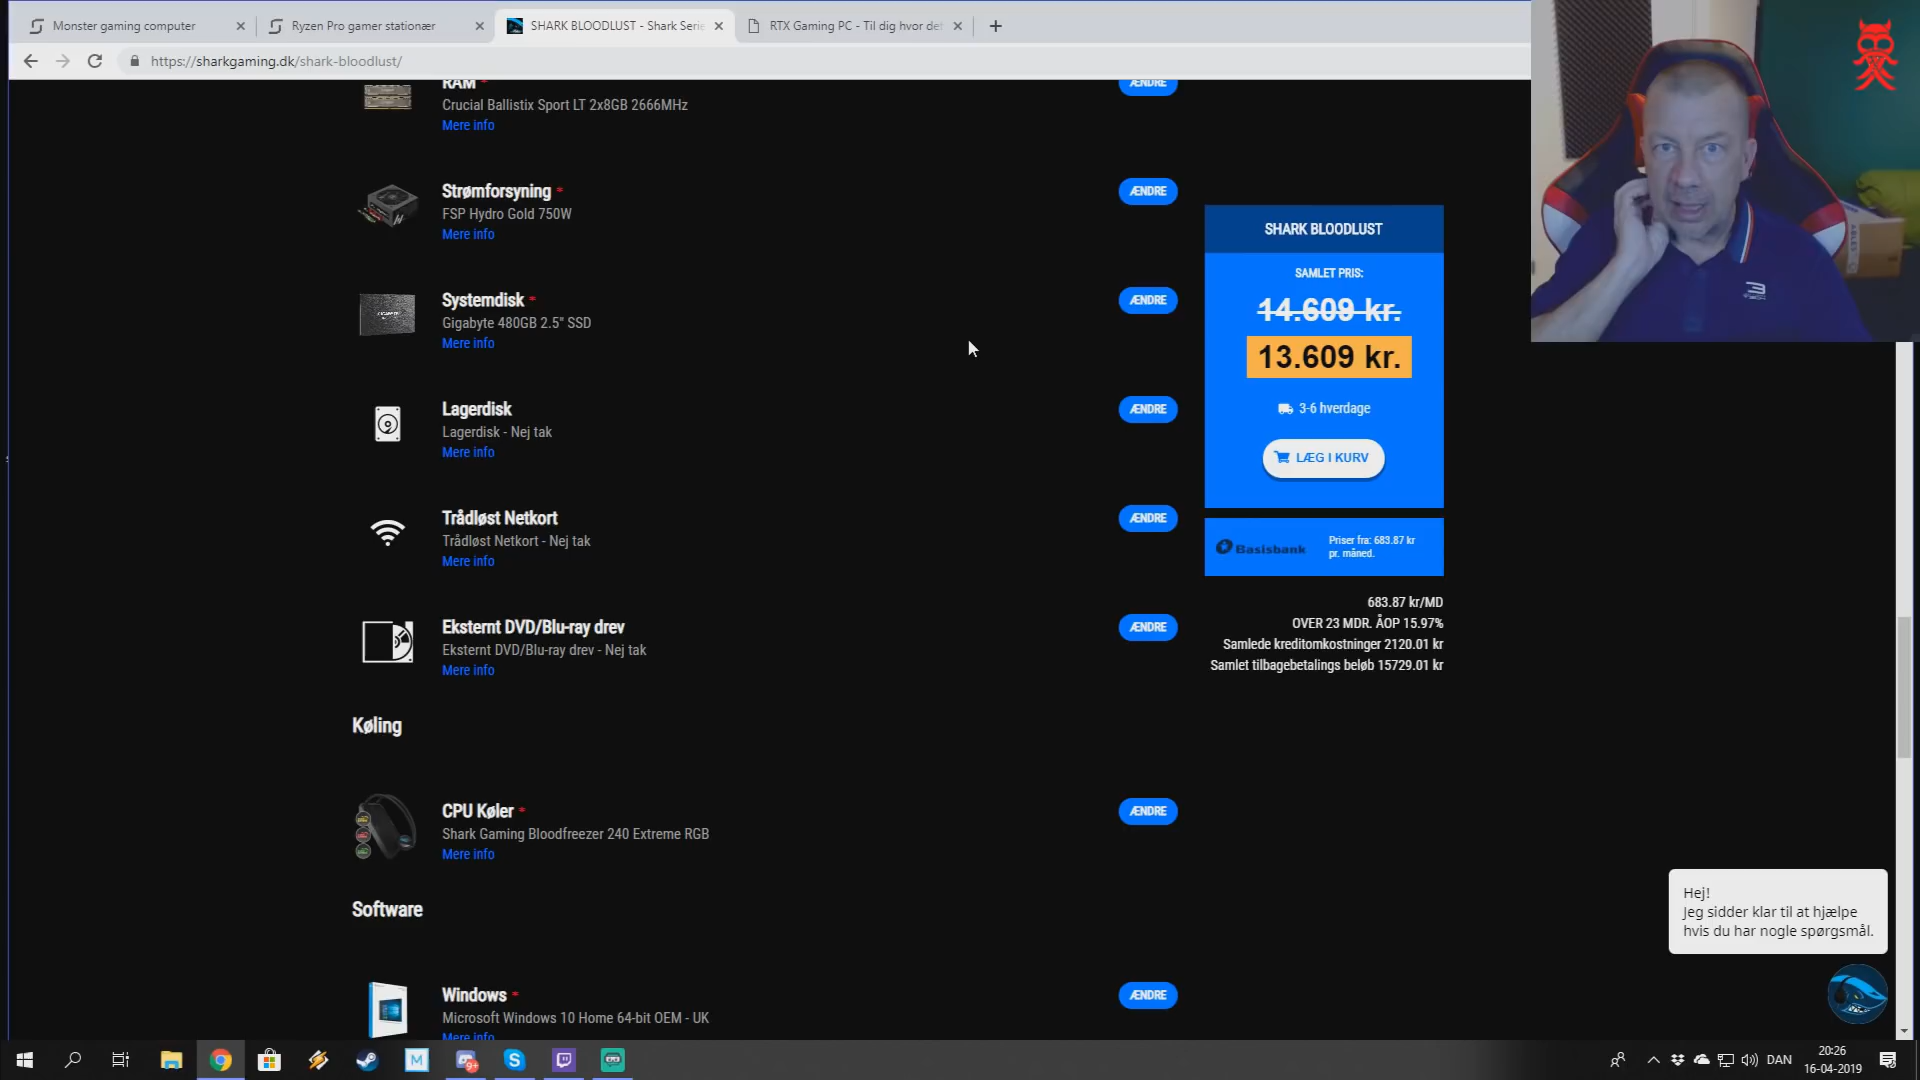 Monster gaming computer
Ryzen Pro gamer stationær
SHARK BLOODLUST - Shark Serie
RTX Gaming PC - Til dig hvor det
https://sharkgaming.dk/shark-bloodlust/
RAM *
ÆNDRE
Crucial Ballistix Sport LT 2x8GB 2666MHz
Mere info
Strømforsyning *
ÆNDRE
FSP Hydro Gold 750W
Mere info
Systemdisk *
ÆNDRE
Gigabyte 480GB 2.5" SSD
Mere info
Lagerdisk
ÆNDRE
Lagerdisk - Nej tak
Mere info
Trådløst Netkort
ÆNDRE
Trådløst Netkort - Nej tak
Mere info
Eksternt DVD/Blu-ray drev
ÆNDRE
Eksternt DVD/Blu-ray drev - Nej tak
Mere info
Køling
CPU Køler *
ÆNDRE
Shark Gaming Bloodfreezer 240 Extreme RGB
Mere info
Software
Windows *
ÆNDRE
Microsoft Windows 10 Home 64-bit OEM - UK
Mere info
SHARK BLOODLUST
SAMLET PRIS:
14.609 kr.
13.609 kr.
3-6 hverdage
LÆG I KURV
Basisbank
Priser fra: 683.87 kr
pr. måned.
683.87 kr/MD
OVER 23 MDR. ÅOP 15.97%
Samlede kreditomkostninger 2120.01 kr
Samlet tilbagebetalings beløb 15729.01 kr
Hej!
Jeg sidder klar til at hjælpe
hvis du har nogle spørgsmål.
M
9+
DAN
20:26
16-04-2019